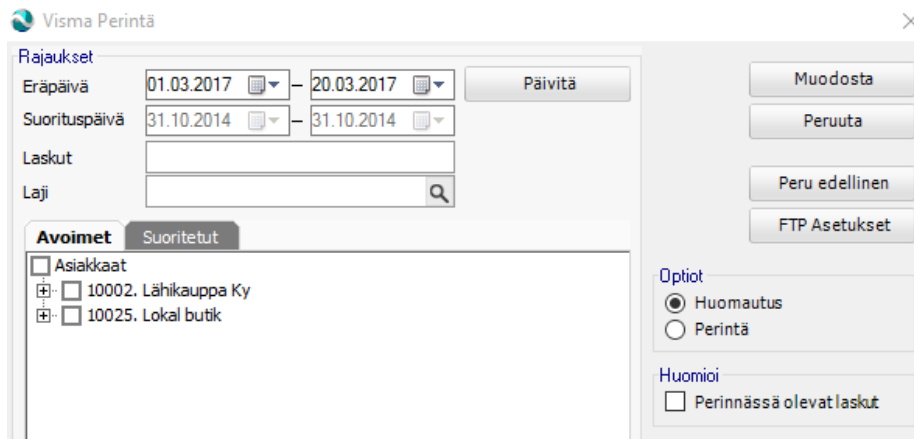 Visma Perintä
Rajaukset
Eräpäivä 01.03.2017 – 20.03.2017 Päivitä
Suorituspäivä 31.10.2014 – 31.10.2014
Laskut
Laji
Avoimet Suoritetut
Asiakkaat
10002. Lähikauppa Ky
10025. Lokal butik
Muodosta
Peruuta
Peru edellinen
FTP Asetukset
Optiot
Huomautus
Perintä
Huomioi
Perinnässä olevat laskut